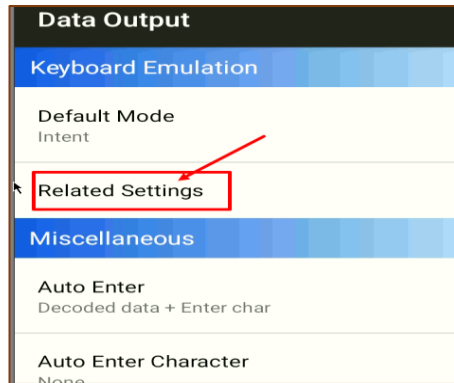 Data Output
Keyboard Emulation
Default Mode
Intent
Related Settings
Miscellaneous
Auto Enter
Decoded data + Enter char
Auto Enter Character
None